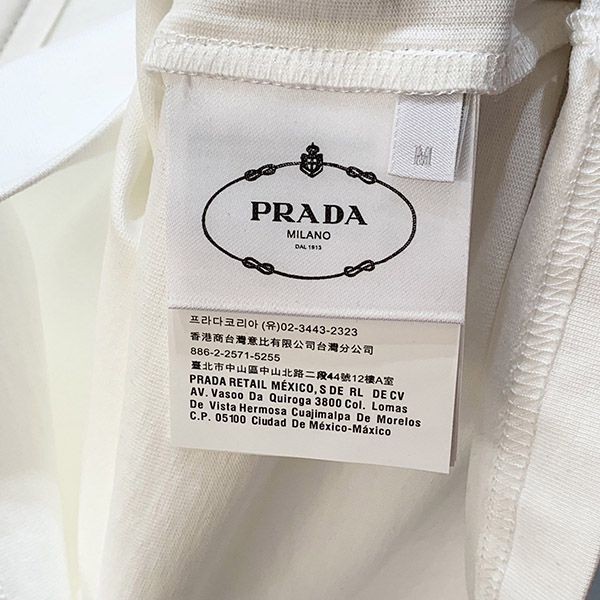 M
PRADA
MILANO
DAL 1913
프라다코리아 (유)02-3443-2323
香港商台灣意比有限公司台灣分公司
886-2-2571-5255
臺北市中山區中山北路二段44號12樓A室
PRADA RETAIL MÉXICO, S DE RL DE CV
AV. Vasco Da Quiroga 3800 Col. Lomas
De Vista Hermosa Cuajimalpa De Morelos
C.P. 05100 Ciudad De México-México